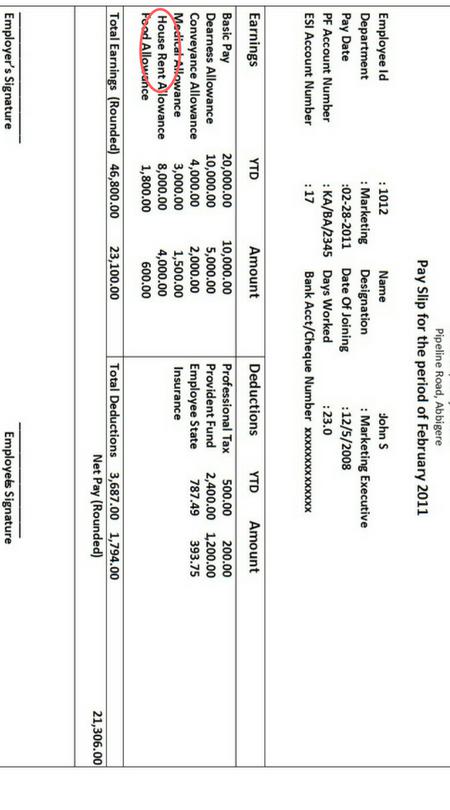 Pipeline Road, Abbigere
Pay Slip for the period of February 2011
Employee Id : 1012 Name : John S
Department : Marketing Designation : Marketing Executive
Pay Date :02-28-2011 Date Of Joining :12/5/2008
PF Account Number : KA/BA/2345 Days Worked : 23.0
ESI Account Number : 17 Bank Acct/Cheque Number xxxxxxxxxxxxxx
Earnings YTD Amount Deductions YTD Amount
Basic Pay 20,000.00 10,000.00 Professional Tax 500.00 200.00
Dearness Allowance 10,000.00 5,000.00 Provident Fund 2,400.00 1,200.00
Conveyance Allowance 4,000.00 2,000.00 Employee State 787.49 393.75
Medical Allowance 3,000.00 1,500.00 Insurance
House Rent Allowance 8,000.00 4,000.00
Food Allowance 1,800.00 600.00
Total Earnings (Rounded) 46,800.00 23,100.00 Total Deductions 3,687.00 1,794.00
Net Pay (Rounded) 21,306.00
Employer's Signature Employees Signature